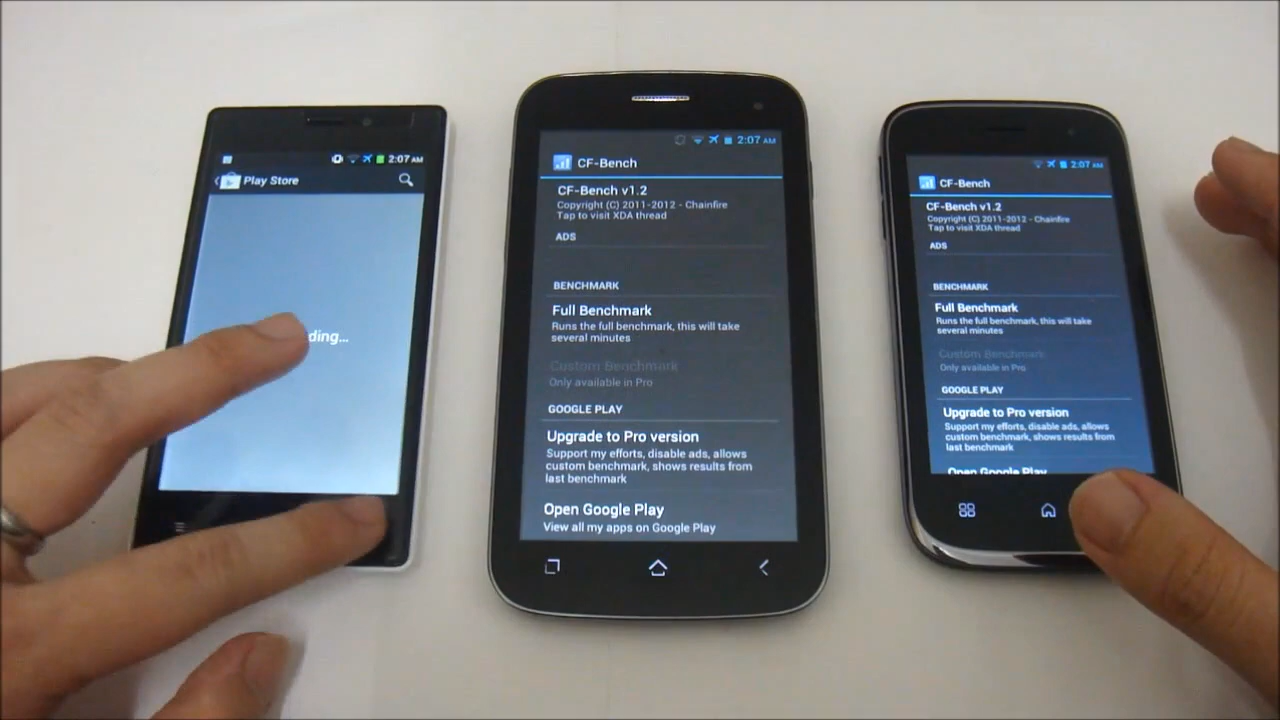 2:07 AM
Play Store
ding...
2:07 AM
CF-Bench
CF-Bench v1.2
Copyright (C) 2011-2012 - Chainfire
Tap to visit XDA thread
ADS
BENCHMARK
Full Benchmark
Runs the full benchmark, this will take
several minutes
Custom Benchmark
Only available in Pro
GOOGLE PLAY
Upgrade to Pro version
Support my efforts, disable ads, allows
custom benchmark, shows results from
last benchmark
Open Google Play
View all my apps on Google Play
2:07 AM
CF-Bench
CF-Bench v1.2
Copyright (C) 2011-2012 - Chainfire
Tap to visit XDA thread
ADS
BENCHMARK
Full Benchmark
Runs the full benchmark, this will take
several minutes
Custom Benchmark
Only available in Pro
GOOGLE PLAY
Upgrade to Pro version
Support my efforts, disable ads, allows
custom benchmark, shows results from
last benchmark
Open Google Play